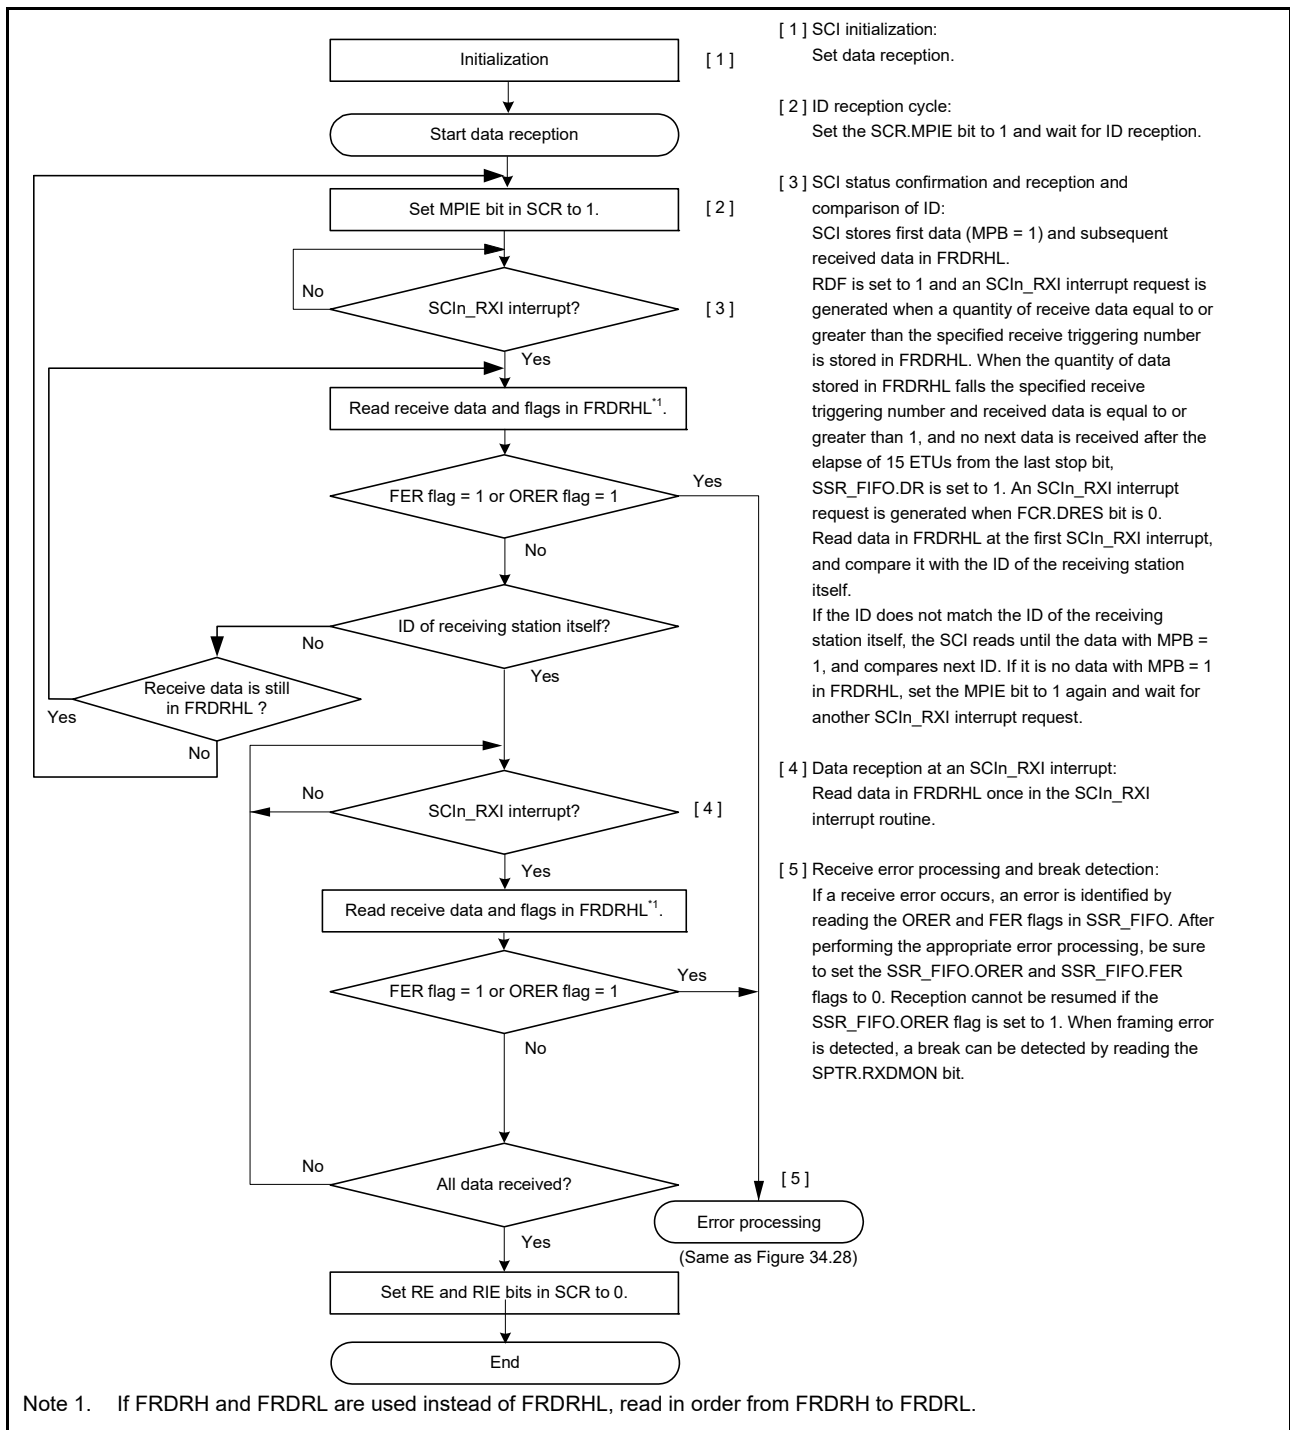 Initialization
[ 1 ]
Start data reception
Set MPIE bit in SCR to 1.
[ 2 ]
No
SCIn_RXI interrupt?
[ 3 ]
Yes
Read receive data and flags in FRDRHL*1.
FER flag = 1 or ORER flag = 1
Yes
No
ID of receiving station itself?
No
Yes
Receive data is still
in FRDRHL ?
Yes
No
No
SCIn_RXI interrupt?
[ 4 ]
Yes
Read receive data and flags in FRDRHL*1.
FER flag = 1 or ORER flag = 1
Yes
No
No
All data received?
Yes
[ 5 ]
Error processing
(Same as Figure 34.28)
Set RE and RIE bits in SCR to 0.
End
[ 1 ] SCI initialization:
Set data reception.
[ 2 ] ID reception cycle:
Set the SCR.MPIE bit to 1 and wait for ID reception.
[ 3 ] SCI status confirmation and reception and
comparison of ID:
SCI stores first data (MPB = 1) and subsequent
received data in FRDRHL.
RDF is set to 1 and an SCIn_RXI interrupt request is
generated when a quantity of receive data equal to or
greater than the specified receive triggering number
is stored in FRDRHL. When the quantity of data
stored in FRDRHL falls the specified receive
triggering number and received data is equal to or
greater than 1, and no next data is received after the
elapse of 15 ETUs from the last stop bit,
SSR_FIFO.DR is set to 1. An SCIn_RXI interrupt
request is generated when FCR.DRES bit is 0.
Read data in FRDRHL at the first SCIn_RXI interrupt,
and compare it with the ID of the receiving station
itself.
If the ID does not match the ID of the receiving
station itself, the SCI reads until the data with MPB =
1, and compares next ID. If it is no data with MPB = 1
in FRDRHL, set the MPIE bit to 1 again and wait for
another SCIn_RXI interrupt request.
[ 4 ] Data reception at an SCIn_RXI interrupt:
Read data in FRDRHL once in the SCIn_RXI
interrupt routine.
[ 5 ] Receive error processing and break detection:
If a receive error occurs, an error is identified by
reading the ORER and FER flags in SSR_FIFO. After
performing the appropriate error processing, be sure
to set the SSR_FIFO.ORER and SSR_FIFO.FER
flags to 0. Reception cannot be resumed if the
SSR_FIFO.ORER flag is set to 1. When framing error
is detected, a break can be detected by reading the
SPTR.RXDMON bit.
Note 1. If FRDRH and FRDRL are used instead of FRDRHL, read in order from FRDRH to FRDRL.